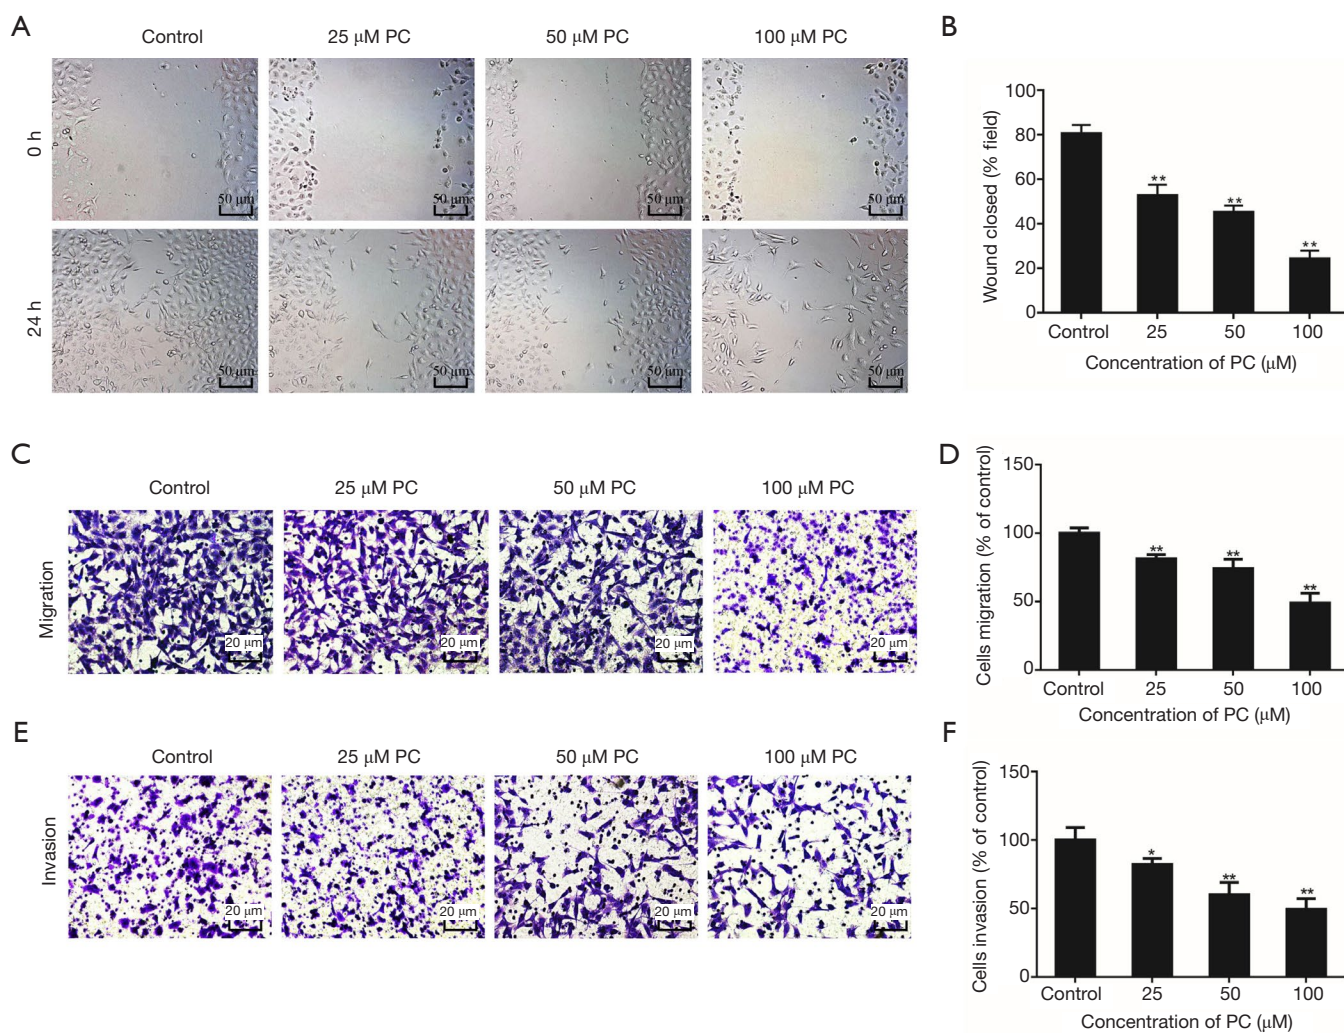 A
Control
25 μM PC
50 μM PC
100 μM PC
0 h
50 μm
50 μm
50 μm
50 μm
24 h
50 μm
50 μm
50 μm
50 μm
B
Wound closed (% field)
100
80
60
40
20
0
**
**
**
Control
25
50
100
Concentration of PC (μM)
C
Control
25 μM PC
50 μM PC
100 μM PC
Migration
20 μm
20 μm
20 μm
20 μm
D
Cells migration (% of control)
150
100
50
0
**
**
**
Control
25
50
100
Concentration of PC (μM)
E
Control
25 μM PC
50 μM PC
100 μM PC
Invasion
20 μm
20 μm
20 μm
20 μm
F
Cells invasion (% of control)
150
100
50
0
*
**
**
Control
25
50
100
Concentration of PC (μM)